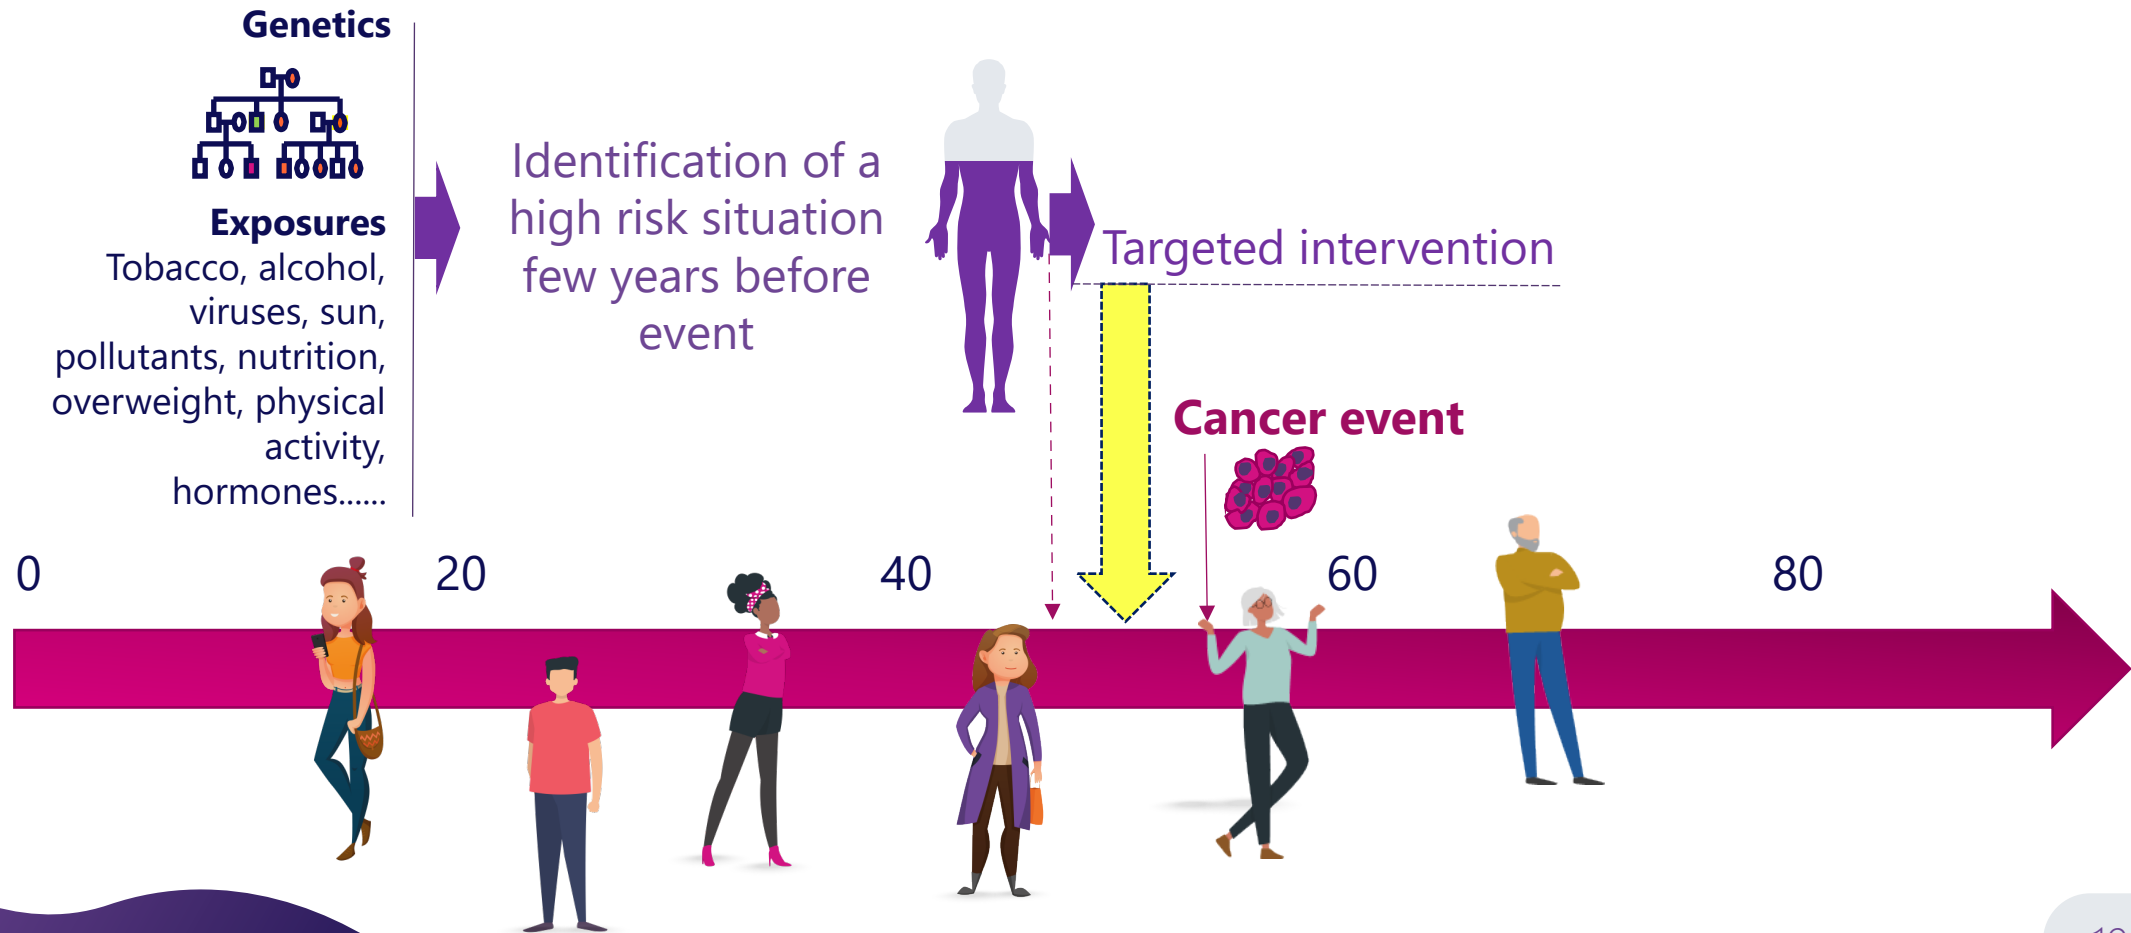 Genetics
Exposures
Tobacco, alcohol,
viruses, sun,
pollutants, nutrition,
overweight, physical
activity,
hormones......
Identification of a
high risk situation
few years before
event
Targeted intervention
Cancer event
0
20
40
60
80